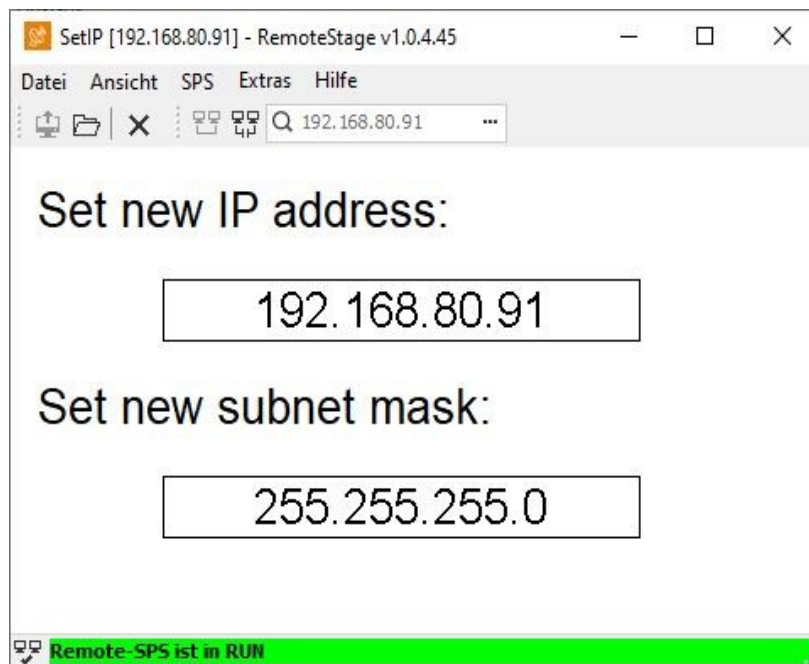 SetIP [192.168.80.91] - RemoteStage v1.0.4.45
Datei Ansicht SPS Extras Hilfe
192.168.80.91 ...
Set new IP address:
192.168.80.91
Set new subnet mask:
255.255.255.0
Remote-SPS ist in RUN